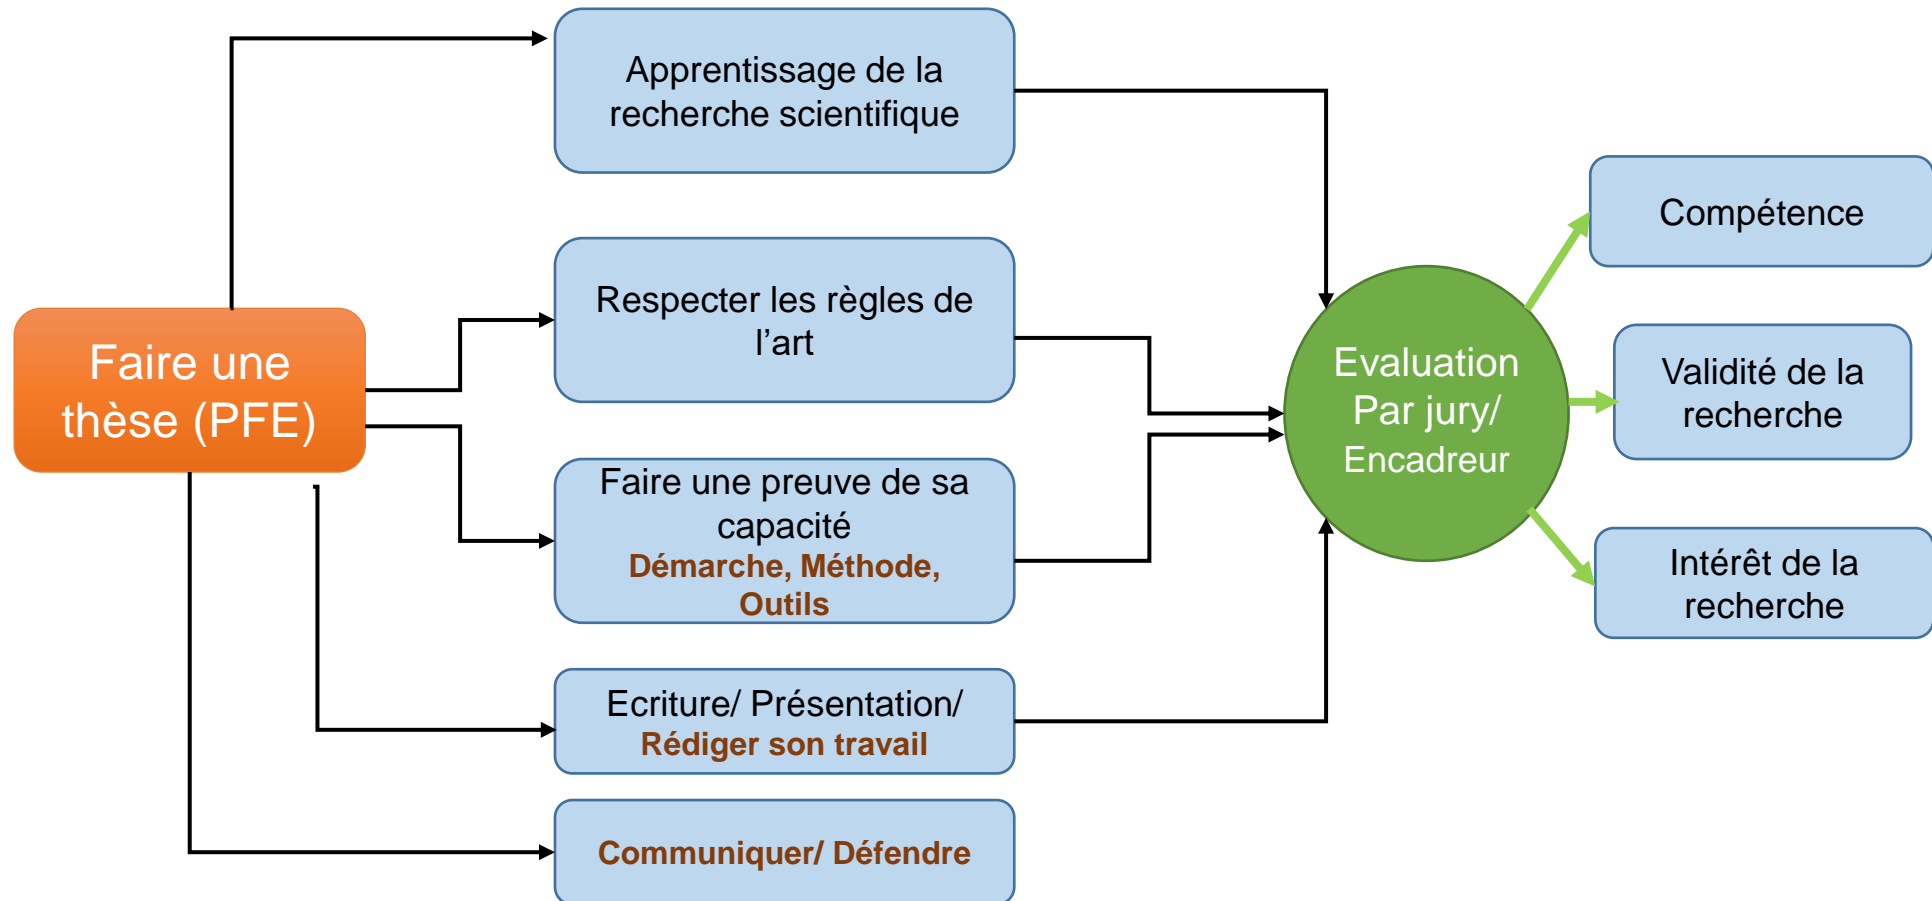 Apprentissage de la
recherche scientifique
Respecter les règles de
l’art
Faire une
thèse (PFE)
Faire une preuve de sa
capacité
Démarche, Méthode,
Outils
Ecriture/ Présentation/
Rédiger son travail
Communiquer/ Défendre
Evaluation
Par jury/
Encadreur
Compétence
Validité de la
recherche
Intérêt de la
recherche